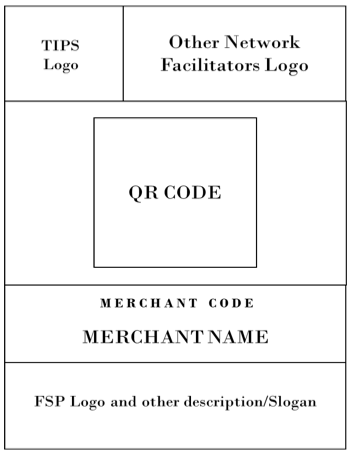 TIPS
Logo
Other Network
Facilitators Logo
QR CODE
MERCHANT CODE
MERCHANT NAME
FSP Logo and other description/Slogan